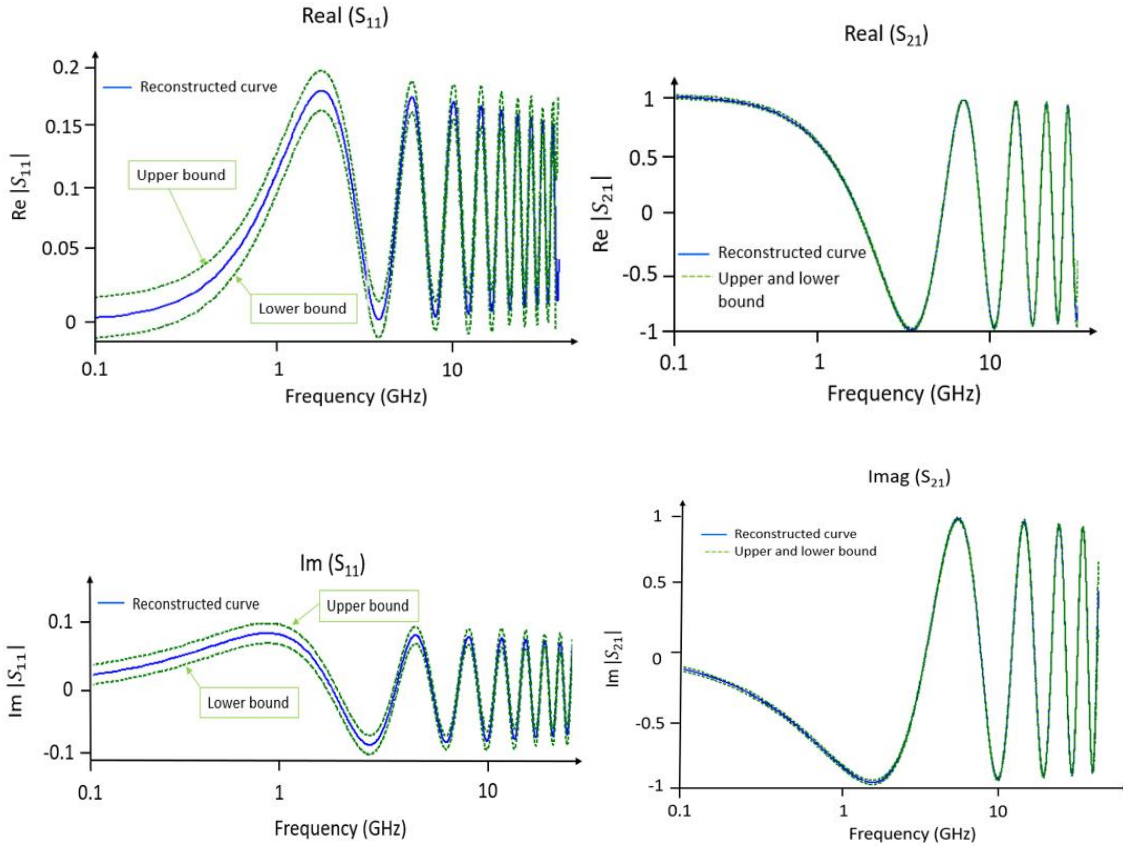 Real (S11)
0.2
Reconstructed curve
0.15
Upper bound
0.1
Re |S11|
0.05
Lower bound
0
0.1
1
10
Frequency (GHz)
Real (S21)
1
0.5
0
Re |S21|
-0.5
-1
Reconstructed curve
Upper and lower
bound
0.1
1
10
Frequency (GHz)
Im (S11)
Reconstructed curve
Upper bound
0.1
0
Im |S11|
Lower bound
-0.1
0.1
1
10
Frequency (GHz)
Imag (S21)
1
Reconstructed curve
Upper and lower bound
0.5
0
Im |S21|
-0.5
-1
0.1
1
10
Frequency (GHz)